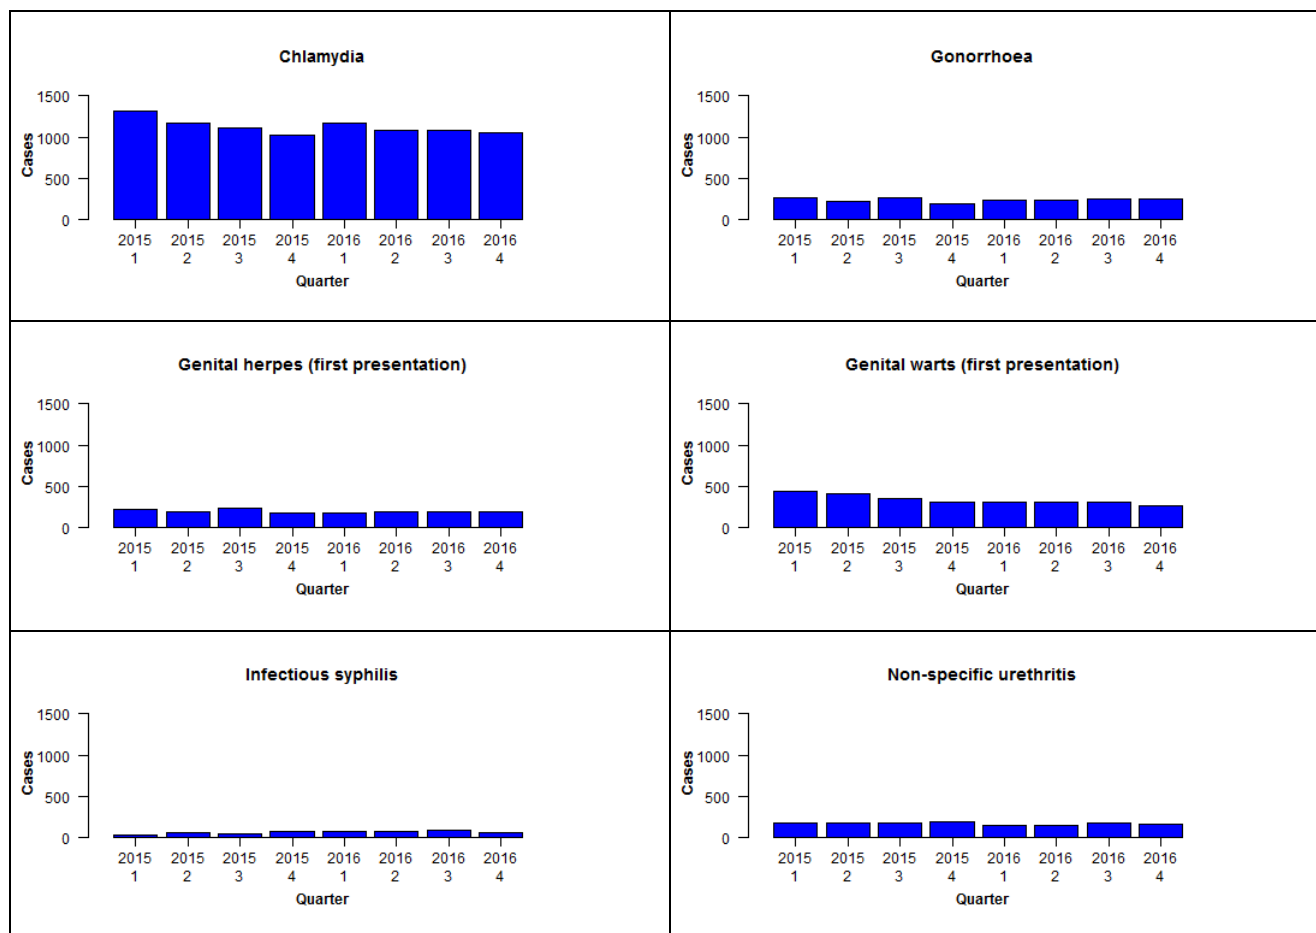 Chlamydia
1500
1000
500
0
Cases
2015 2015 2015 2015 2016 2016 2016 2016
1 2 3 4 1 2 3 4
Quarter
Gonorrhoea
1500
1000
500
0
Cases
2015 2015 2015 2015 2016 2016 2016 2016
1 2 3 4 1 2 3 4
Quarter
Genital herpes (first presentation)
1500
1000
500
0
Cases
2015 2015 2015 2015 2016 2016 2016 2016
1 2 3 4 1 2 3 4
Quarter
Genital warts (first presentation)
1500
1000
500
0
Cases
2015 2015 2015 2015 2016 2016 2016 2016
1 2 3 4 1 2 3 4
Quarter
Infectious syphilis
1500
1000
500
0
Cases
2015 2015 2015 2015 2016 2016 2016 2016
1 2 3 4 1 2 3 4
Quarter
Non-specific urethritis
1500
1000
500
0
Cases
2015 2015 2015 2015 2016 2016 2016 2016
1 2 3 4 1 2 3 4
Quarter